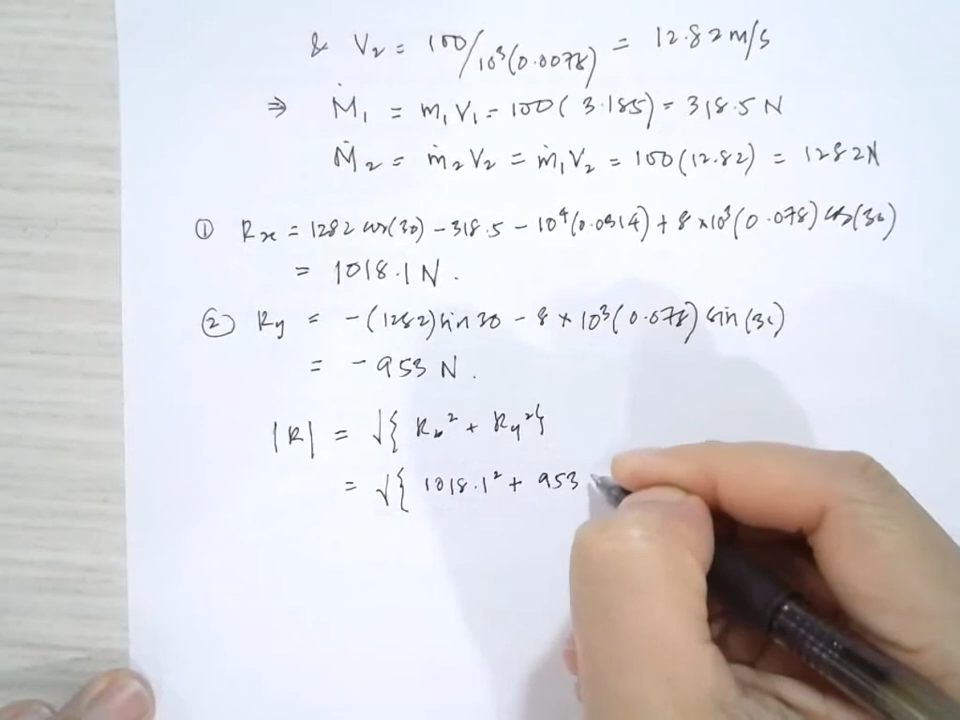 & V₂ = 100/10³(0.0078) = 12.82 m/s
⇒ Ṁ₁ = ṁ₁V₁ = 100(3.185) = 318.5 N
Ṁ₂ = ṁ₂V₂ = ṁ₁V₂ = 100(12.82) = 1282N
① Rx = 1282 cos(30) - 318.5 - 10⁴(0.0314) + 8×10³(0.078) cos(30)
= 1018.1 N.
② Ry = -(1282) sin 30 - 8×10³(0.078) sin(30)
= -953 N.
|R| = √{ Rx² + Ry² }
= √{ 1018.1² + 953